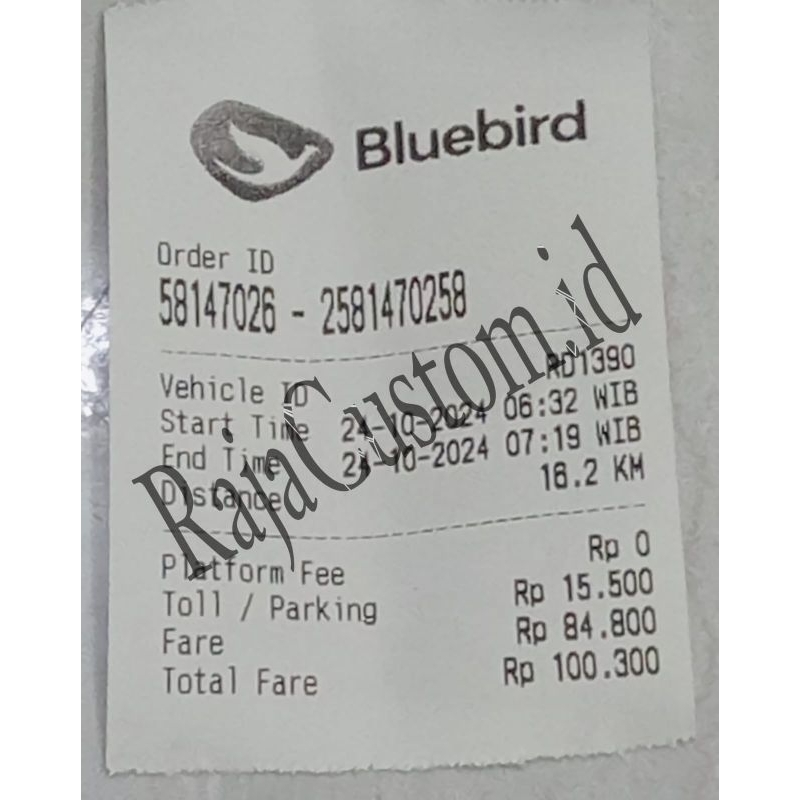 Bluebird
Order ID
58147026 - 2581470258
Vehicle ID RD1390
Start Time 24-10-2024 06:32 WIB
End Time 24-10-2024 07:19 WIB
Distance 16.2 KM
Platform Fee Rp 0
Toll / Parking Rp 15.500
Fare Rp 84.800
Total Fare Rp 100.300
RajaCustom.id